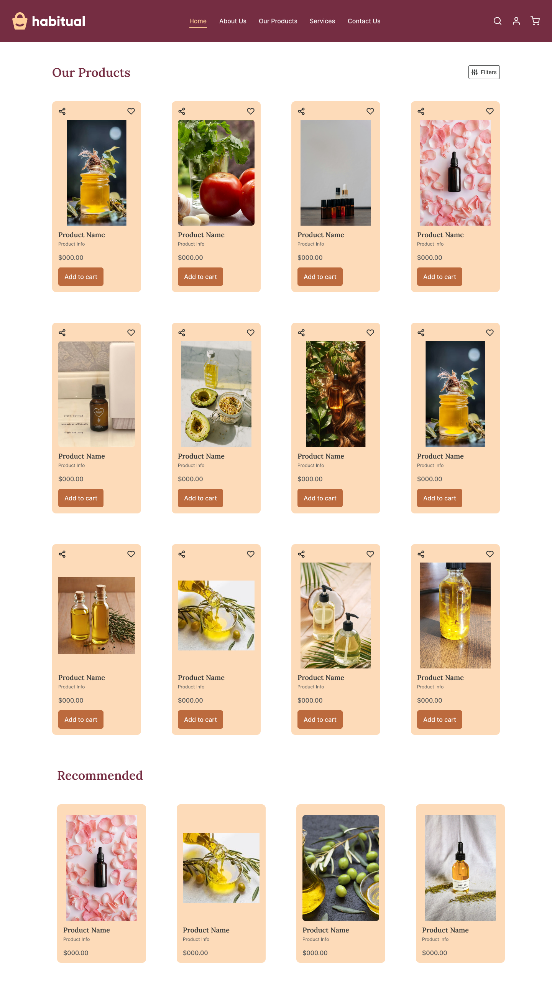 habitual
Home About Us Our Products Services Contact Us
Our Products
Filters
Product Name Product Name Product Name Product Name
Product Info Product Info Product Info Product Info
$000.00 $000.00 $000.00 $000.00
Add to cart Add to cart Add to cart Add to cart
steam distilled
rosmarinus officinalis
fresh and pure
Product Name Product Name Product Name Product Name
Product Info Product Info Product Info Product Info
$000.00 $000.00 $000.00 $000.00
Add to cart Add to cart Add to cart Add to cart
Product Name Product Name Product Name Product Name
Product Info Product Info Product Info Product Info
$000.00 $000.00 $000.00 $000.00
Add to cart Add to cart Add to cart Add to cart
Recommended
hair oil
Product Name Product Name Product Name Product Name
Product Info Product Info Product Info Product Info
$000.00 $000.00 $000.00 $000.00